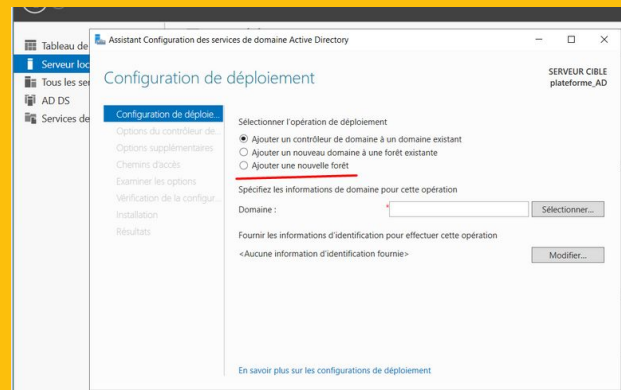 Tableau de
Serveur loc
Tous les ser
AD DS
Services de
Assistant Configuration des services de domaine Active Directory
Configuration de déploiement
SERVEUR CIBLE
plateforme_AD
Configuration de déploie...
Options du contrôleur de...
Options supplémentaires
Chemins d'accès
Examiner les options
Vérification de la configur...
Installation
Résultats
Sélectionner l'opération de déploiement
Ajouter un contrôleur de domaine à un domaine existant
Ajouter un nouveau domaine à une forêt existante
Ajouter une nouvelle forêt
Spécifiez les informations de domaine pour cette opération
Domaine : *
Sélectionner...
Fournir les informations d'identification pour effectuer cette opération
<Aucune information d'identification fournie>
Modifier...
En savoir plus sur les configurations de déploiement